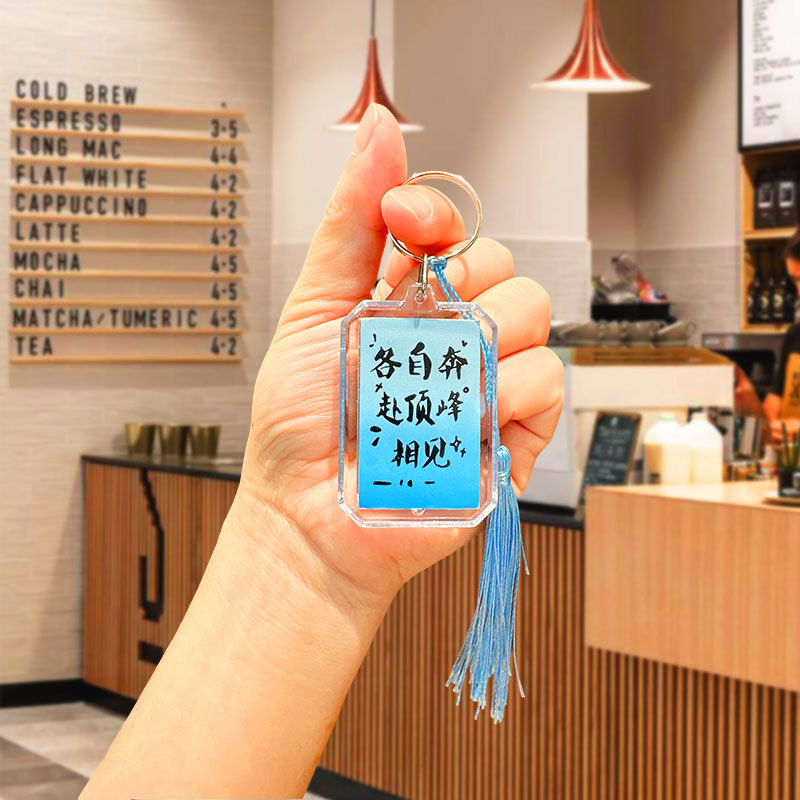 COLD BREW
ESPRESSO 3•5
LONG MAC 4•4
FLAT WHITE 4•2
CAPPUCCINO 4•2
LATTE 4•2
MOCHA 4•5
CHAI 4•5
MATCHA/TUMERIC 4•5
TEA 4•2
各自奔
赴顶峰
相见